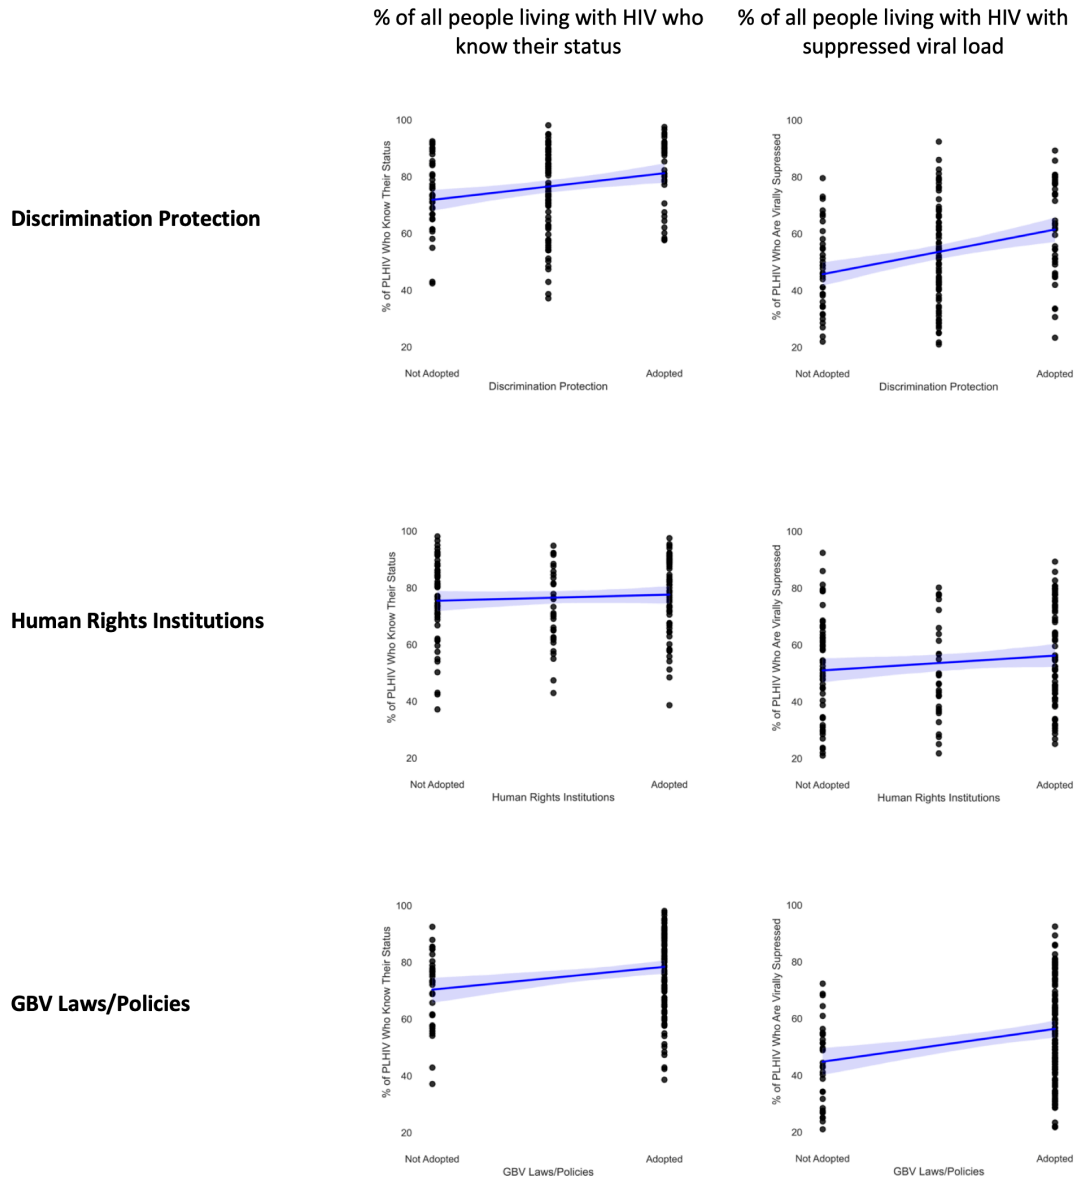 % of all people living with HIV who
know their status
% of all people living with HIV with
suppressed viral load
Discrimination Protection
% of PLHIV Who Know Their Status
100
80
60
40
20
Not Adopted
Adopted
Discrimination Protection
% of PLHIV Who Are Virally Supressed
100
80
60
40
20
Not Adopted
Adopted
Discrimination Protection
Human Rights Institutions
% of PLHIV Who Know Their Status
100
80
60
40
20
Not Adopted
Adopted
Human Rights Institutions
% of PLHIV Who Are Virally Supressed
100
80
60
40
20
Not Adopted
Adopted
Human Rights Institutions
GBV Laws/Policies
% of PLHIV Who Know Their Status
100
80
60
40
20
Not Adopted
Adopted
GBV Laws/Policies
% of PLHIV Who Are Virally Supressed
100
80
60
40
20
Not Adopted
Adopted
GBV Laws/Policies